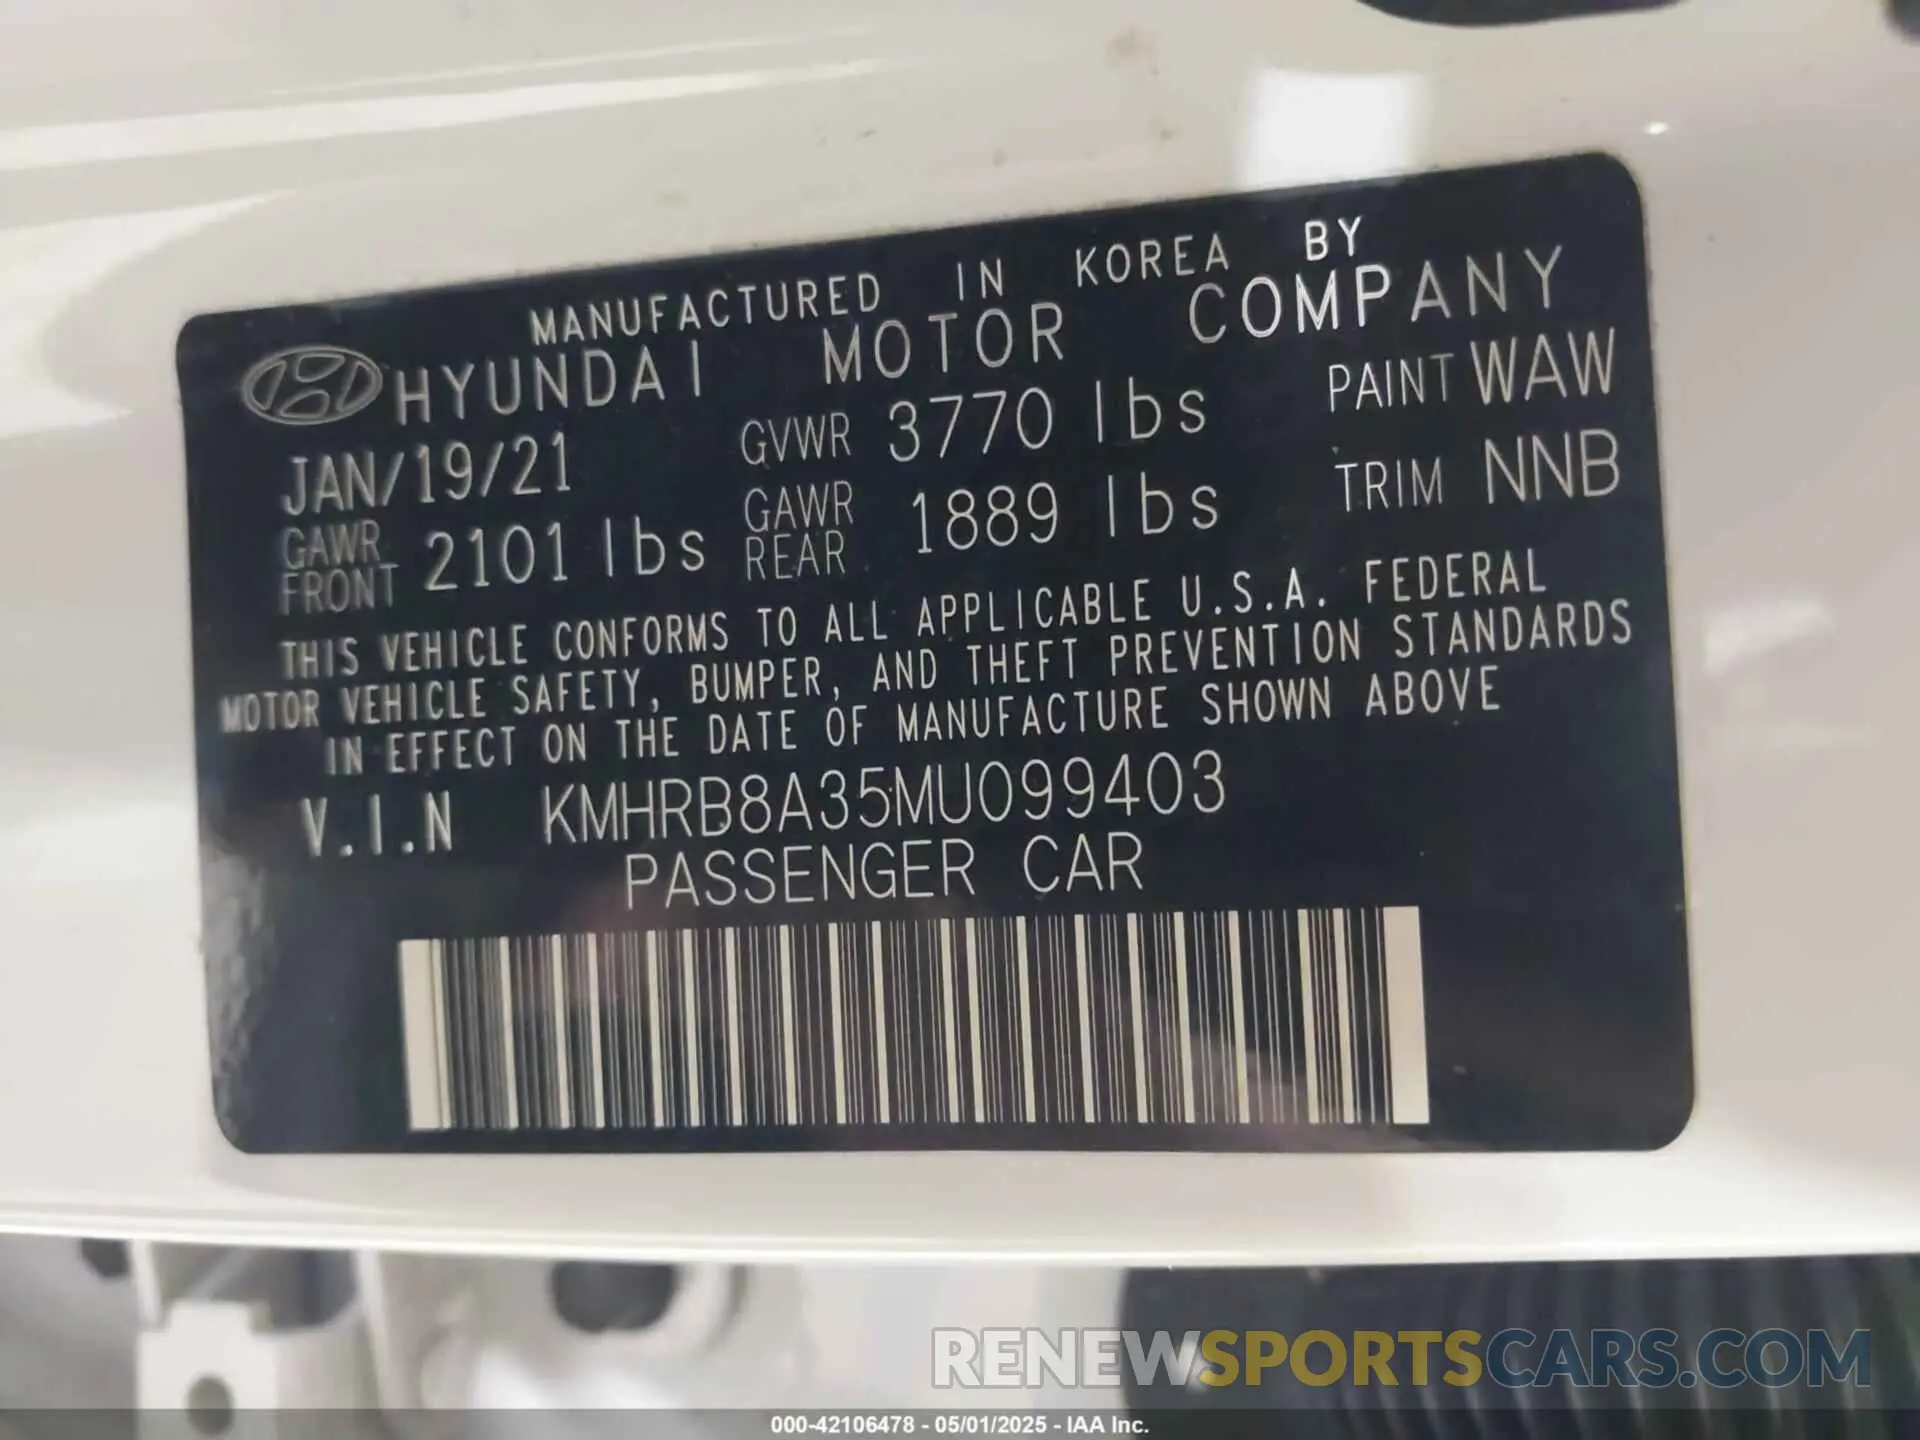 MANUFACTURED IN KOREA BY
HYUNDAI MOTOR COMPANY
JAN/19/21 GVWR 3770 lbs PAINT WAW
GAWR FRONT 2101 lbs GAWR REAR 1889 lbs TRIM NNB
THIS VEHICLE CONFORMS TO ALL APPLICABLE U.S.A. FEDERAL
MOTOR VEHICLE SAFETY, BUMPER, AND THEFT PREVENTION STANDARDS
IN EFFECT ON THE DATE OF MANUFACTURE SHOWN ABOVE
V.I.N KMHRB8A35MU099403
PASSENGER CAR
RENEWSPORTSCARS.COM
000-42106478 - 05/01/2025 - IAA Inc.